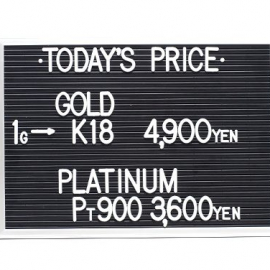 ·TODAY'S PRICE·
GOLD
1G→ K18 4,900YEN
PLATINUM
PT900 3,600YEN